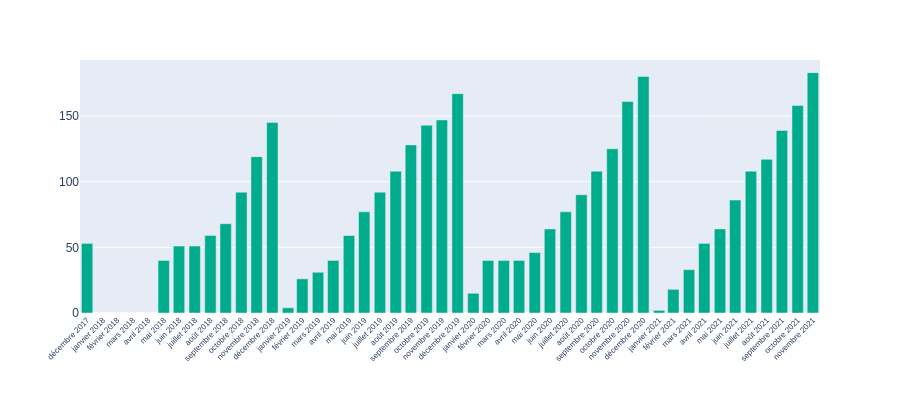 150
100
50
0
décembre 2017
janvier 2018
février 2018
mars 2018
avril 2018
mai 2018
juin 2018
juillet 2018
août 2018
septembre 2018
octobre 2018
novembre 2018
décembre 2018
janvier 2019
février 2019
mars 2019
avril 2019
mai 2019
juin 2019
juillet 2019
août 2019
septembre 2019
octobre 2019
novembre 2019
décembre 2019
janvier 2020
février 2020
mars 2020
avril 2020
mai 2020
juin 2020
juillet 2020
août 2020
septembre 2020
octobre 2020
novembre 2020
décembre 2020
janvier 2021
février 2021
mars 2021
avril 2021
mai 2021
juin 2021
juillet 2021
août 2021
septembre 2021
octobre 2021
novembre 2021